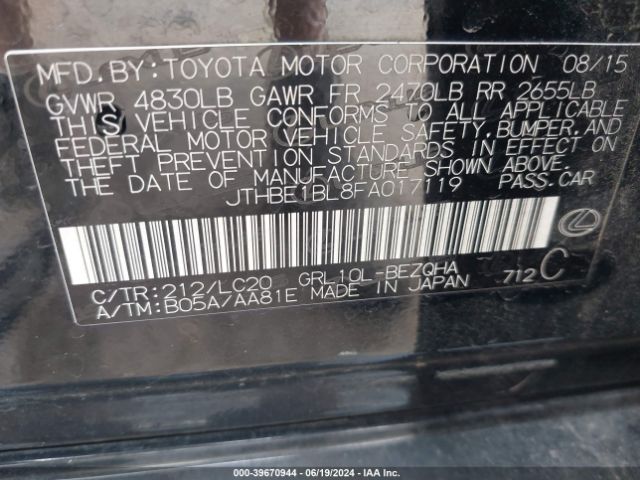 MFD. BY: TOYOTA MOTOR CORPORATION 08/15
GVWR 4830LB GAWR FR 2470LB RR 2655LB
THIS VEHICLE CONFORMS TO ALL APPLICABLE
FEDERAL MOTOR VEHICLE SAFETY, BUMPER, AND
THEFT PREVENTION STANDARDS IN EFFECT ON
THE DATE OF MANUFACTURE SHOWN ABOVE.
JTHBE1BL8FA017119 PASS. CAR
C/TR: 212/LC20 GRL10L-BEZQHA
A/TM: B05A/AA81E MADE IN JAPAN 712C
000-39670944 - 06/19/2024 - IAA Inc.